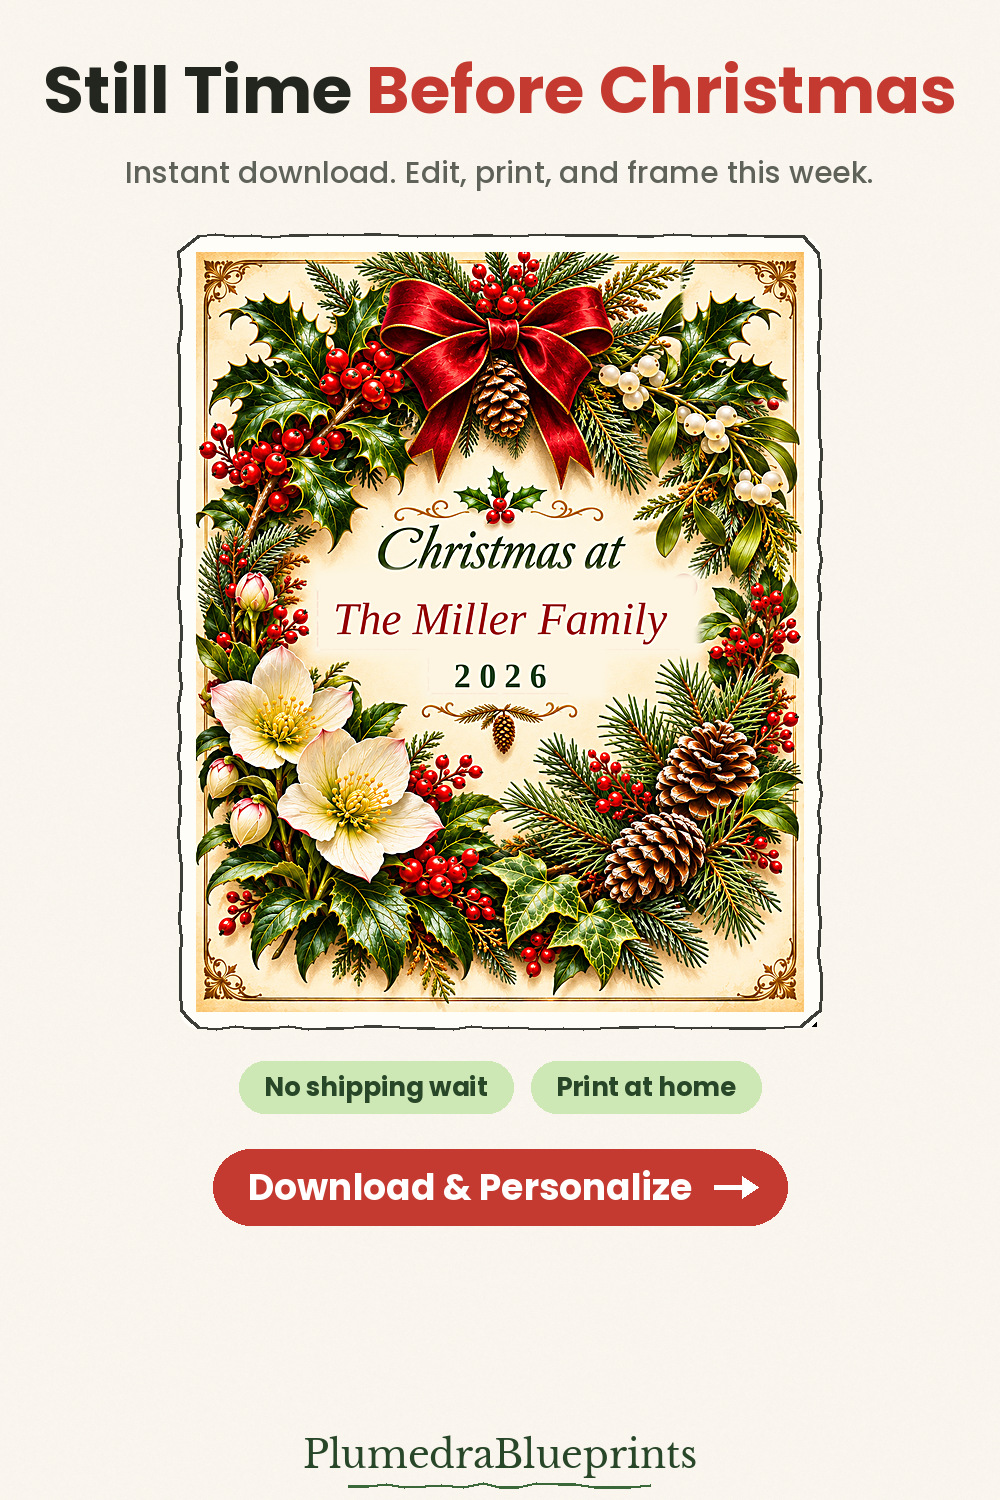 Still Time Before Christmas
Instant download. Edit, print, and frame this week.
Christmas at
The Miller Family
2026
No shipping wait
Print at home
Download & Personalize →
PlumedraBlueprints